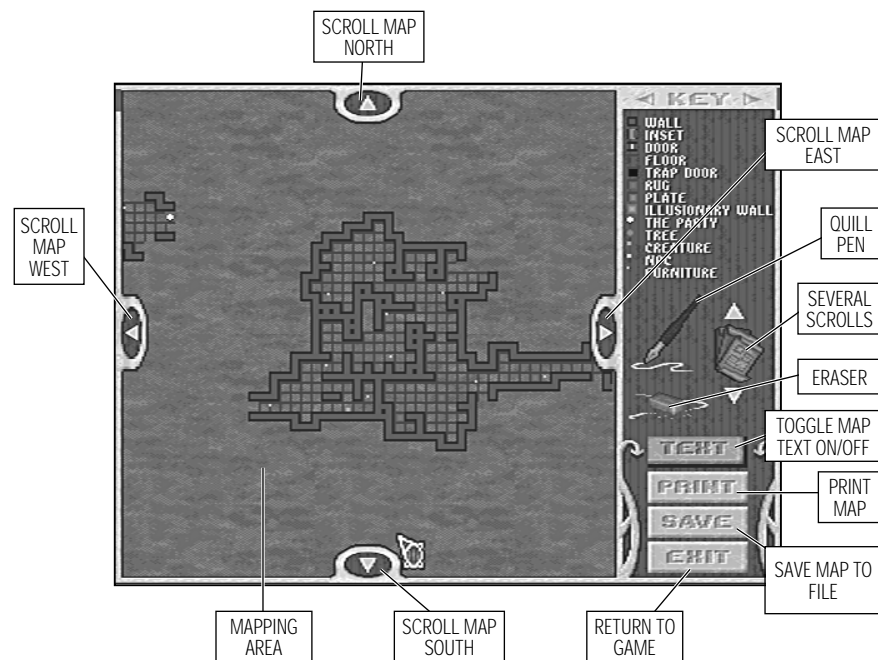 SCROLL MAP
NORTH
KEY
WALL
INSET
DOOR
FLOOR
TRAP DOOR
RUG
PLATE
ILLUSIONARY WALL
THE PARTY
TREE
CREATURE
NPC
FURNITURE
SCROLL MAP
EAST
SCROLL
MAP
WEST
QUILL
PEN
SEVERAL
SCROLLS
ERASER
TOGGLE MAP
TEXT ON/OFF
TEXT
PRINT
PRINT
MAP
SAVE
SAVE MAP TO
FILE
EXIT
MAPPING
AREA
SCROLL MAP
SOUTH
RETURN TO
GAME